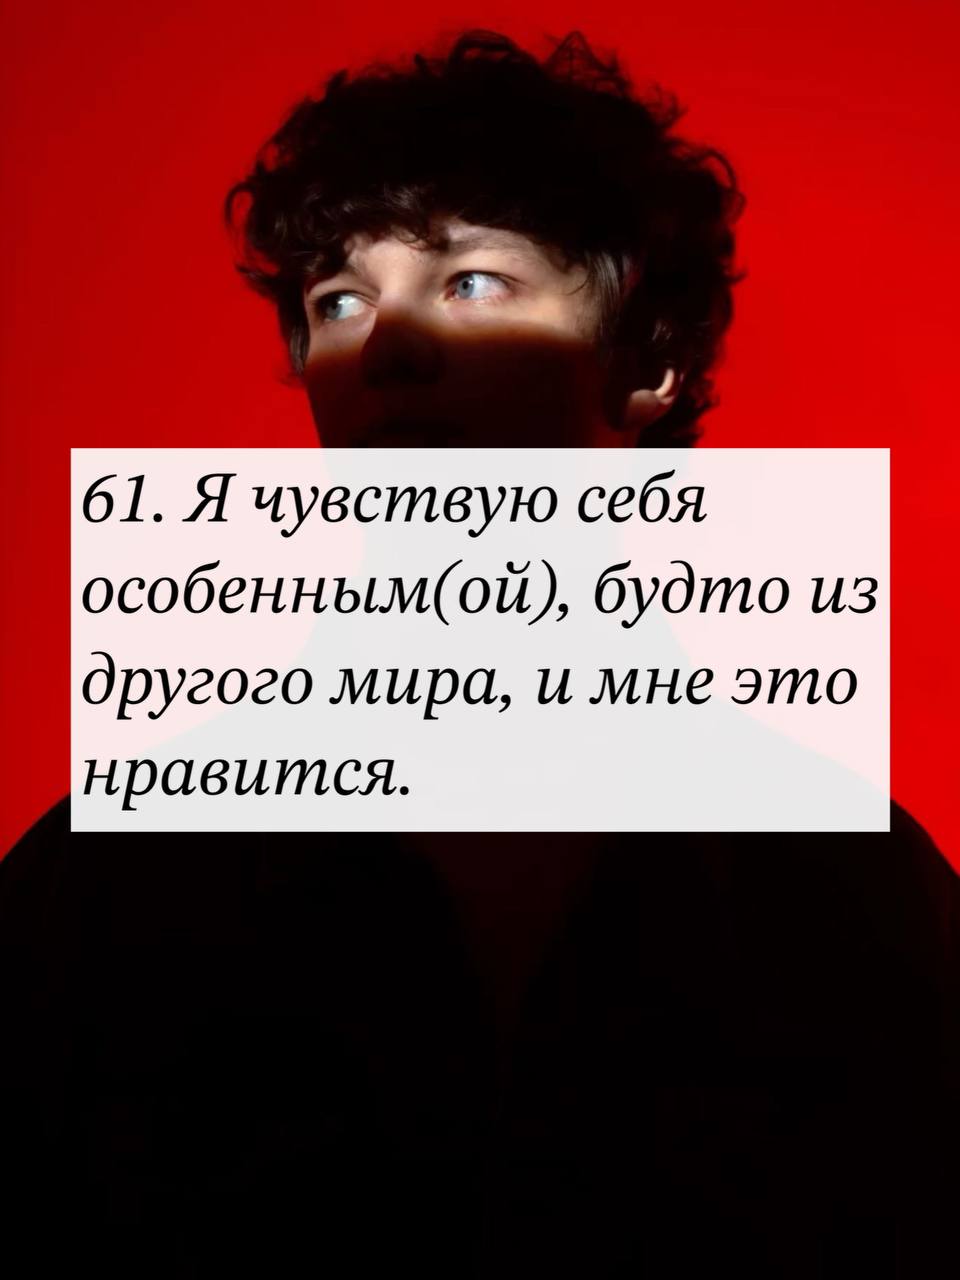 61. Я чувствую себя
особенным(ой), будто из
другого мира, и мне это
нравится.